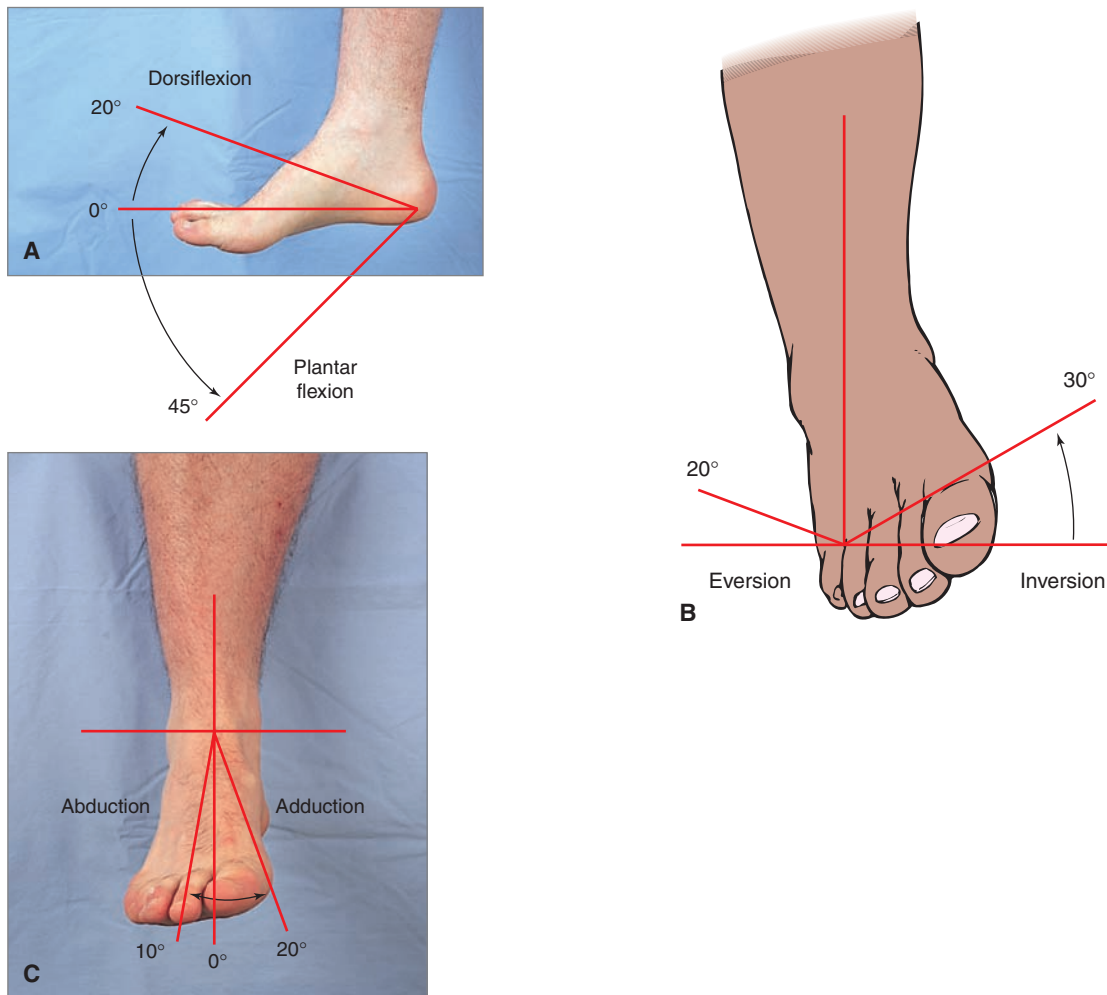 Dorsiflexion
20°
0°
A
Plantar
flexion
45°
30°
20°
Eversion
Inversion
B
Abduction
Adduction
10°
0°
20°
C